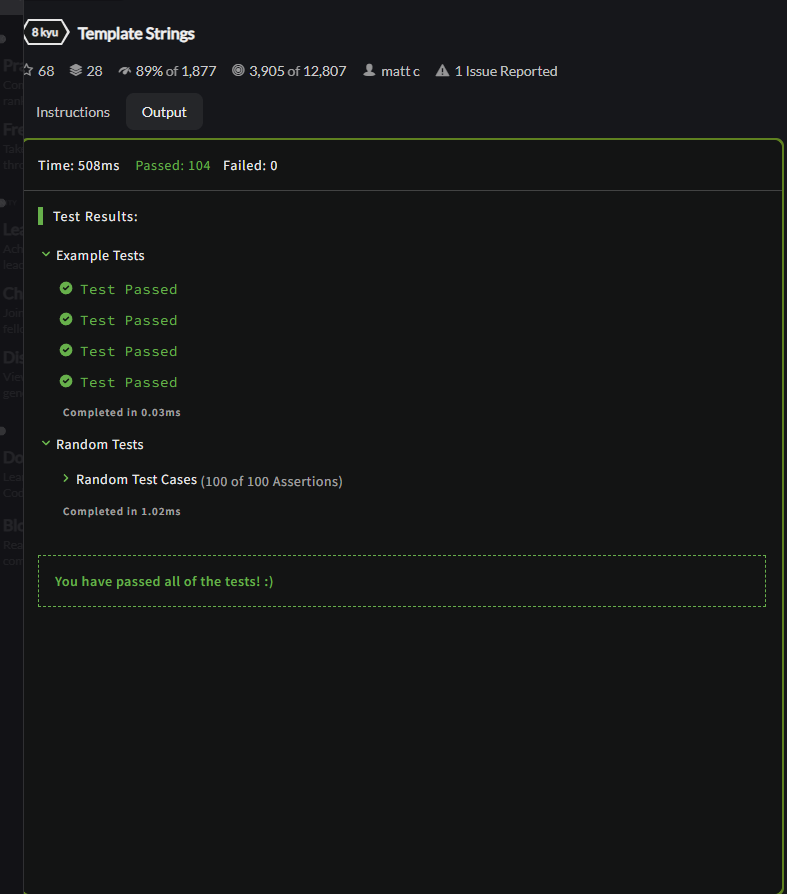 8 kyu Template Strings
68 28 89% of 1,877 3,905 of 12,807 matt c 1 Issue Reported
Instructions Output
Time: 508ms Passed: 104 Failed: 0
Test Results:
Example Tests
Test Passed
Test Passed
Test Passed
Test Passed
Completed in 0.03ms
Random Tests
Random Test Cases (100 of 100 Assertions)
Completed in 1.02ms
You have passed all of the tests! :)